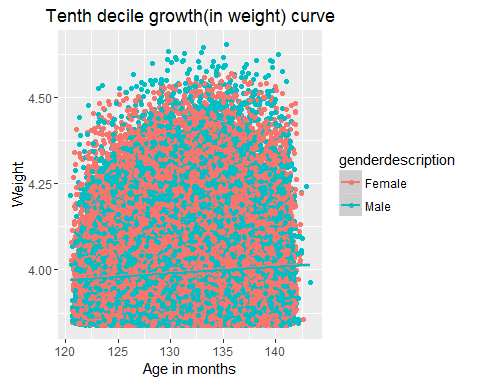 Tenth decile growth(in weight) curve
4.50
4.25
4.00
Weight
120
125
130
135
140
Age in months
genderdescription
Female
Male